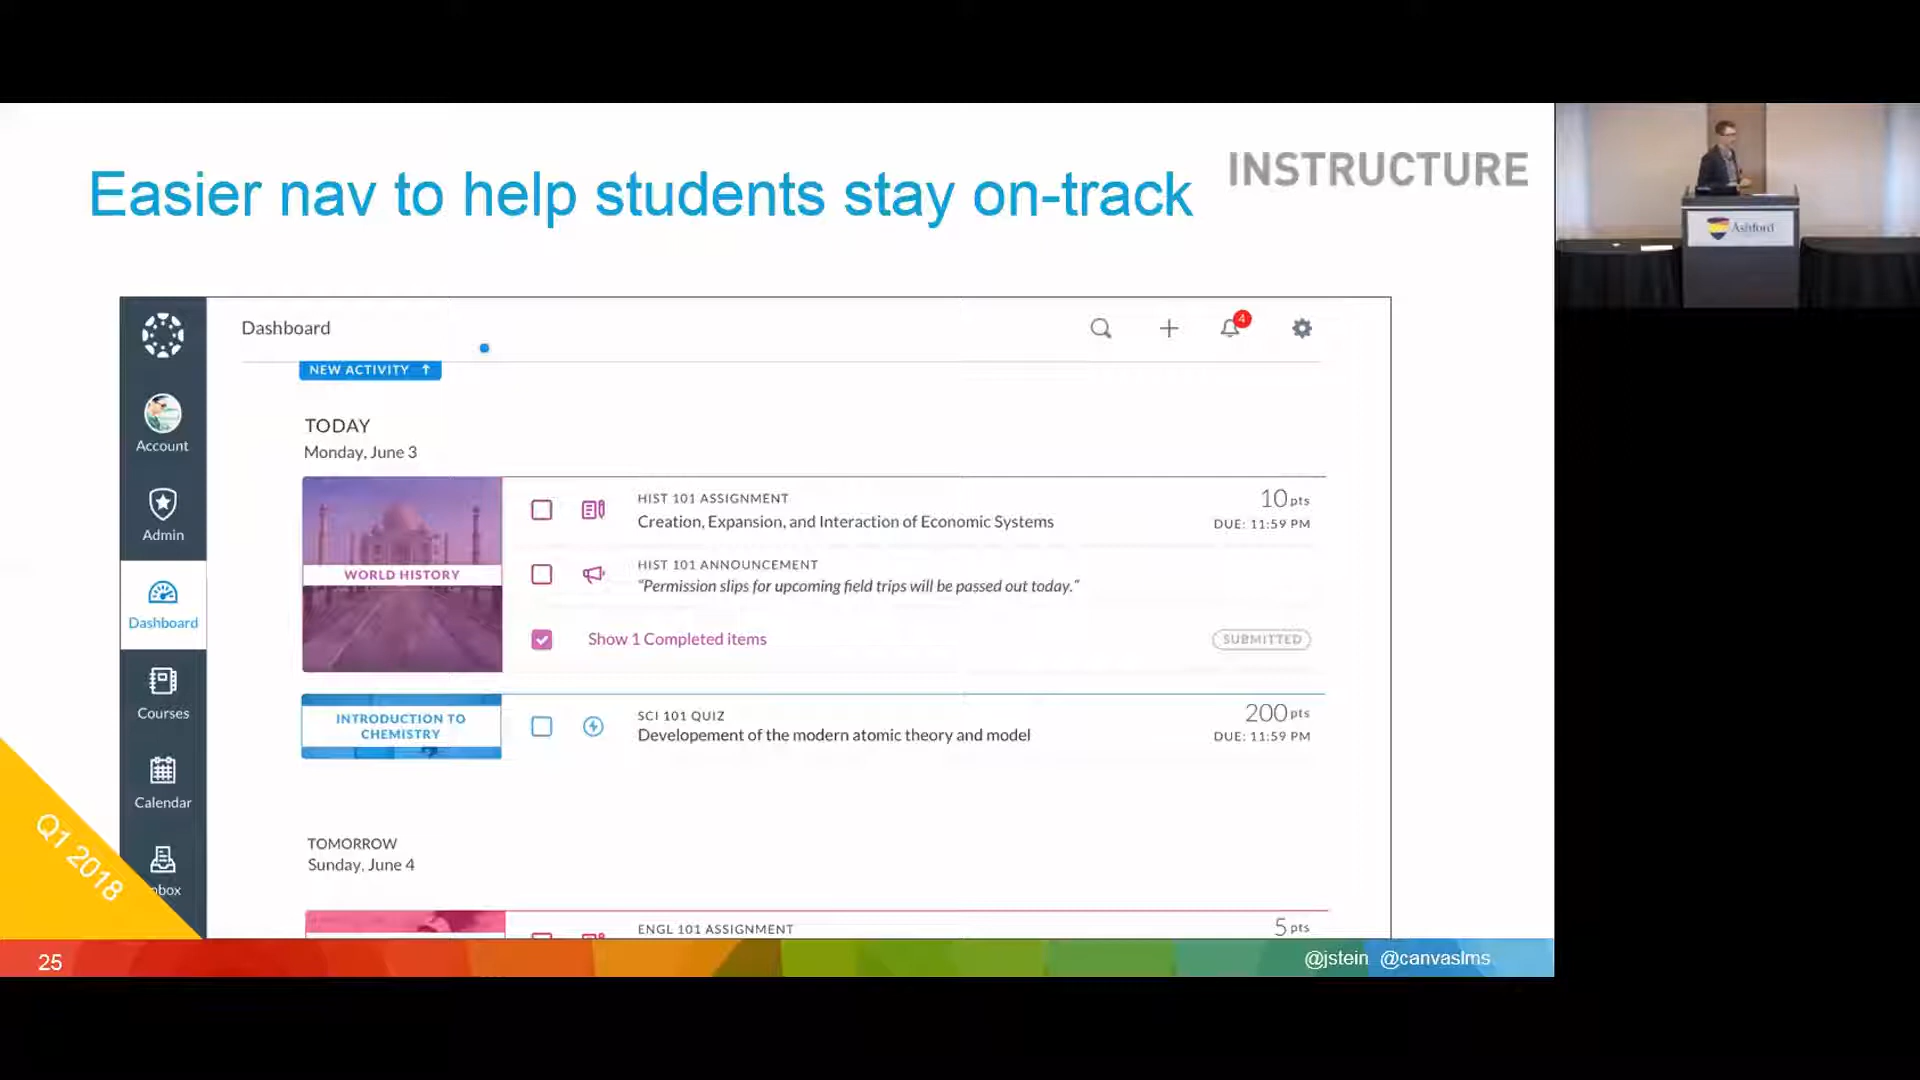 Easier nav to help students stay on-track
INSTRUCTURE
Ashford
Dashboard
4
NEW ACTIVITY ↑
TODAY
Monday, June 3
Account
Admin
Dashboard
Courses
Calendar
nbox
WORLD HISTORY
HIST 101 ASSIGNMENT
Creation, Expansion, and Interaction of Economic Systems
10 pts
DUE: 11:59 PM
HIST 101 ANNOUNCEMENT
“Permission slips for upcoming field trips will be passed out today.”
Show 1 Completed items
SUBMITTED
INTRODUCTION TO
CHEMISTRY
SCI 101 QUIZ
Developement of the modern atomic theory and model
200 pts
DUE: 11:59 PM
TOMORROW
Sunday, June 4
ENGL 101 ASSIGNMENT
5 pts
Q1 2018
25
@jstein @canvaslms